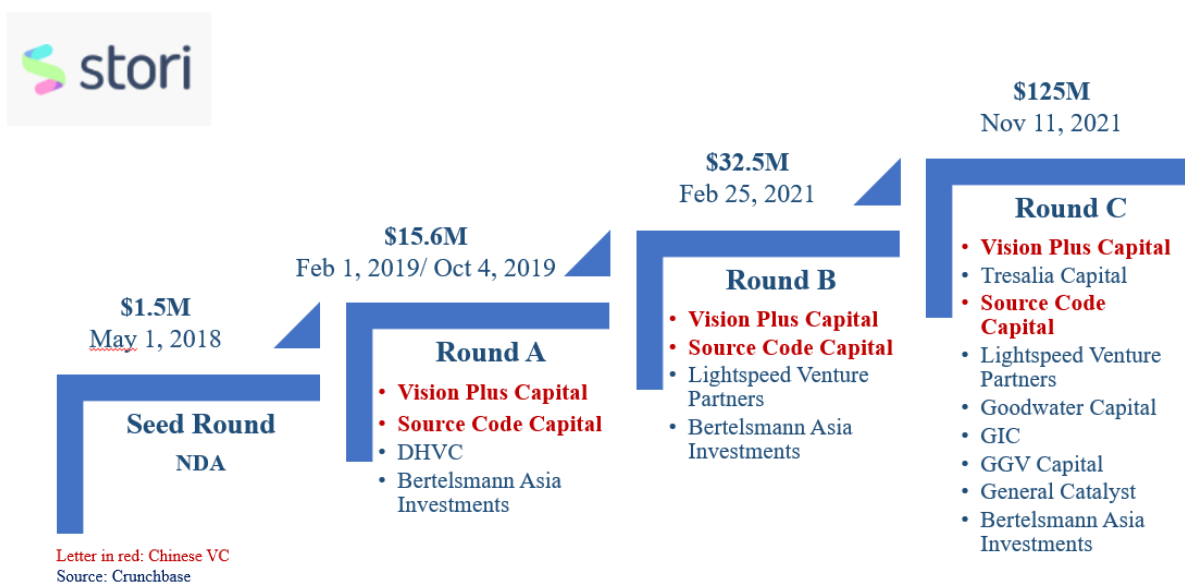 stori
$1.5M
May 1, 2018
Seed Round
NDA
$15.6M
Feb 1, 2019/ Oct 4, 2019
Round A
• Vision Plus Capital
• Source Code Capital
• DHVC
• Bertelsmann Asia
Investments
$32.5M
Feb 25, 2021
Round B
• Vision Plus Capital
• Source Code Capital
• Lightspeed Venture
Partners
• Bertelsmann Asia
Investments
$125M
Nov 11, 2021
Round C
• Vision Plus Capital
• Tresalia Capital
• Source Code
Capital
• Lightspeed Venture
Partners
• Goodwater Capital
• GIC
• GGV Capital
• General Catalyst
• Bertelsmann Asia
Investments
Letter in red: Chinese VC
Source: Crunchbase